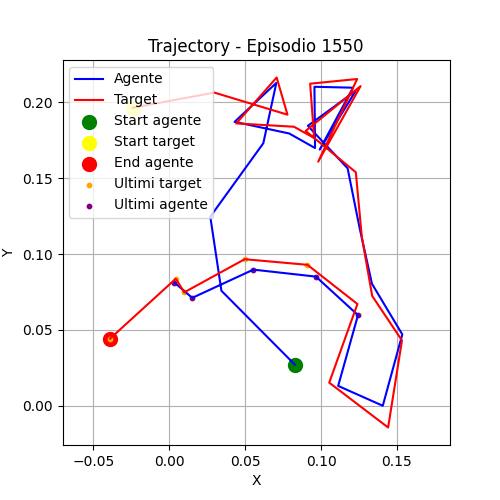 Trajectory - Episodio 1550
Agente
Target
Start agente
Start target
End agente
Ultimi target
Ultimi agente
0.20
0.15
0.10
0.05
0.00
Y
−0.05
0.00
0.05
0.10
0.15
X